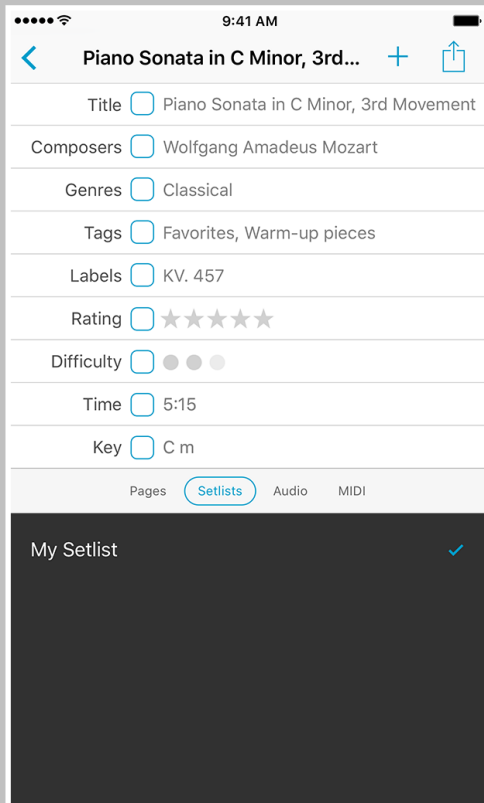 9:41 AM
Piano Sonata in C Minor, 3rd...
Title Piano Sonata in C Minor, 3rd Movement
Composers Wolfgang Amadeus Mozart
Genres Classical
Tags Favorites, Warm-up pieces
Labels KV. 457
Rating
Difficulty
Time 5:15
Key C m
Pages Setlists Audio MIDI
My Setlist